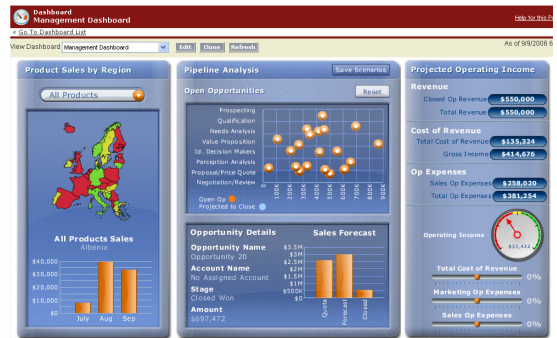 Dashboard
Management Dashboard
Help for this P
« Go To Dashboard List
View Dashboard Management Dashboard Edit Clone Refresh
As of 9/9/2006 6
Product Sales by Region
All Products
All Products Sales
Albania
$40,000
$30,000
$20,000
$10,000
$0
July Aug Sep
Pipeline Analysis
Save Scenarios
Open Opportunities
Reset
Prospecting
Qualification
Needs Analysis
Value Proposition
Id. Decision Makers
Perception Analysis
Proposal/Price Quote
Negotiation/Review
0 100K 200K 300K 400K 500K 600K 700K 800K 900K
Open Op
Projected to Close
Opportunity Details
Opportunity Name
Opportunity 20
Account Name
No Assigned Account
Stage
Closed Won
Amount
$697,472
Sales Forecast
$3.5M
$3M
$2.5M
$2M
$1.5M
$1M
$500K
$0
Quota Forecast Closed
Projected Operating Income
Revenue
Closed Op Revenue $550,000
Total Revenue $550,000
Cost of Revenue
Total Cost of Revenue $135,324
Gross Income $414,676
Op Expenses
Sales Op Expenses $258,020
Total Op Expenses $381,254
Operating Income
$33,422
Total Cost of Revenue
0%
Marketing Op Expenses
0%
Sales Op Expenses
0%